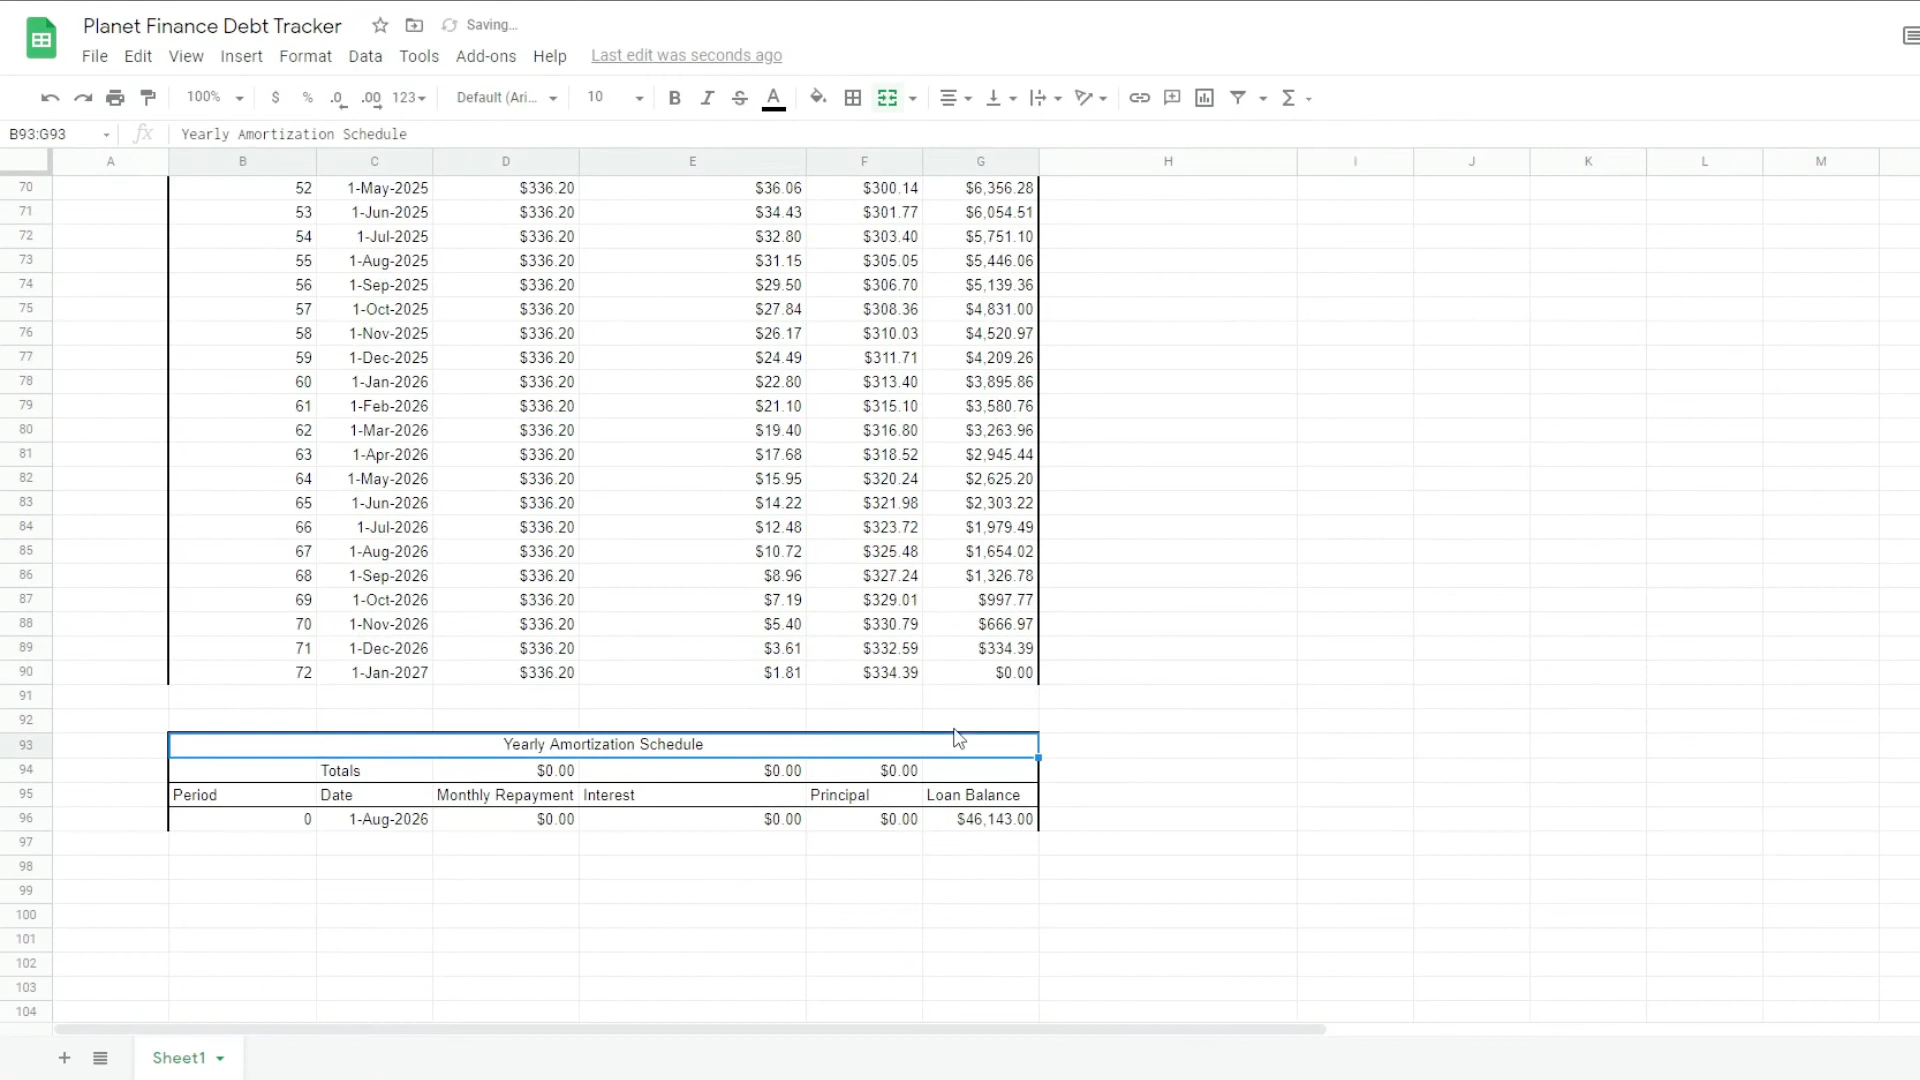 Planet Finance Debt Tracker Saving...
File Edit View Insert Format Data Tools Add-ons Help Last edit was seconds ago
100% $ % .0 .00 123 Default (Ari... 10 B I S A Σ
B93:G93 fx Yearly Amortization Schedule
A B C D E F G H I J K L M
70 52 1-May-2025 $336.20 $36.06 $300.14 $6,356.28
71 53 1-Jun-2025 $336.20 $34.43 $301.77 $6,054.51
72 54 1-Jul-2025 $336.20 $32.80 $303.40 $5,751.10
73 55 1-Aug-2025 $336.20 $31.15 $305.05 $5,446.06
74 56 1-Sep-2025 $336.20 $29.50 $306.70 $5,139.36
75 57 1-Oct-2025 $336.20 $27.84 $308.36 $4,831.00
76 58 1-Nov-2025 $336.20 $26.17 $310.03 $4,520.97
77 59 1-Dec-2025 $336.20 $24.49 $311.71 $4,209.26
78 60 1-Jan-2026 $336.20 $22.80 $313.40 $3,895.86
79 61 1-Feb-2026 $336.20 $21.10 $315.10 $3,580.76
80 62 1-Mar-2026 $336.20 $19.40 $316.80 $3,263.96
81 63 1-Apr-2026 $336.20 $17.68 $318.52 $2,945.44
82 64 1-May-2026 $336.20 $15.95 $320.24 $2,625.20
83 65 1-Jun-2026 $336.20 $14.22 $321.98 $2,303.22
84 66 1-Jul-2026 $336.20 $12.48 $323.72 $1,979.49
85 67 1-Aug-2026 $336.20 $10.72 $325.48 $1,654.02
86 68 1-Sep-2026 $336.20 $8.96 $327.24 $1,326.78
87 69 1-Oct-2026 $336.20 $7.19 $329.01 $997.77
88 70 1-Nov-2026 $336.20 $5.40 $330.79 $666.97
89 71 1-Dec-2026 $336.20 $3.61 $332.59 $334.39
90 72 1-Jan-2027 $336.20 $1.81 $334.39 $0.00
91
92
93 Yearly Amortization Schedule
94 Totals $0.00 $0.00 $0.00
95 Period Date Monthly Repayment Interest Principal Loan Balance
96 0 1-Aug-2026 $0.00 $0.00 $0.00 $46,143.00
97
98
99
100
101
102
103
104
+ Sheet1